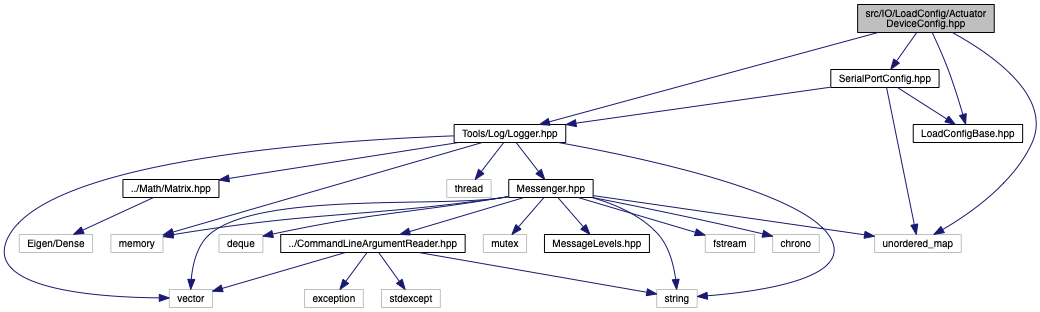 src/IO/LoadConfig/Actuator
DeviceConfig.hpp
SerialPortConfig.hpp
Tools/Log/Logger.hpp
LoadConfigBase.hpp
../Math/Matrix.hpp
thread
Messenger.hpp
Eigen/Dense
memory
deque
../CommandLineArgumentReader.hpp
mutex
MessageLevels.hpp
fstream
chrono
unordered_map
vector
exception
stdexcept
string